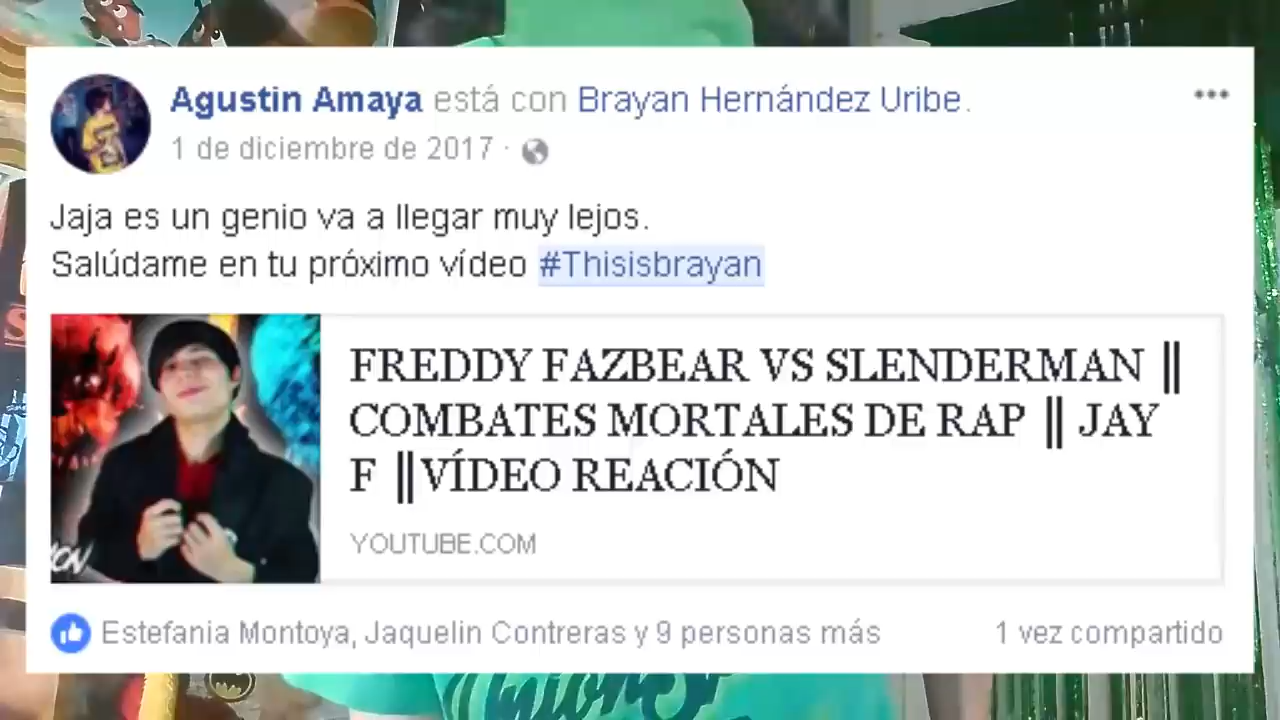 Agustin Amaya está con Brayan Hernández Uribe.
1 de diciembre de 2017 ·
Jaja es un genio va a llegar muy lejos.
Salúdame en tu próximo vídeo #Thisisbrayan
FREDDY FAZBEAR VS SLENDERMAN ||
COMBATES MORTALES DE RAP || JAY
F ||VÍDEO REACIÓN
YOUTUBE.COM
Estefania Montoya, Jaquelin Contreras y 9 personas más
1 vez compartido